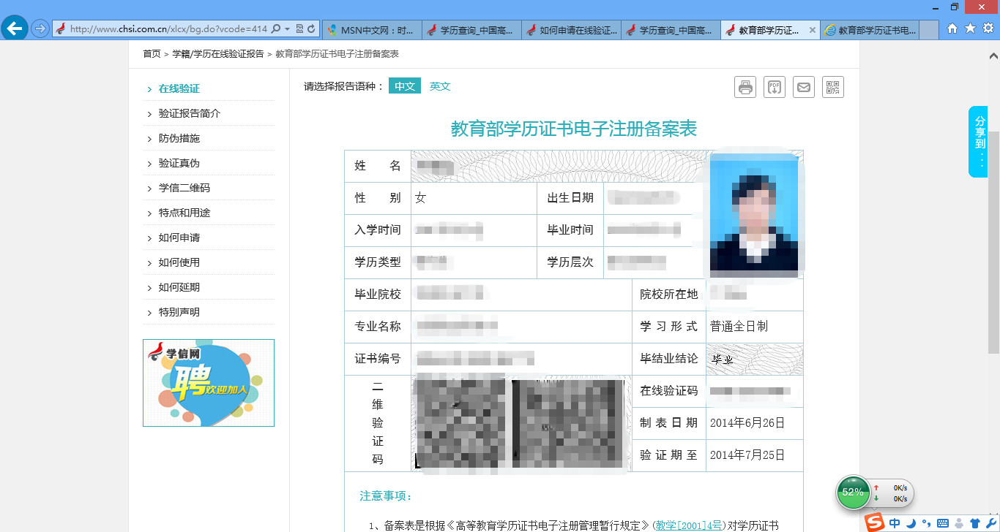 http://www.chsi.com.cn/xlcx/bg.do?vcode=414
MSN中文网：时...
学历查询_中国高...
如何申请在线验证...
学历查询_中国高...
教育部学历证...
教育部学历证书电...
首页 > 学籍/学历在线验证报告 > 教育部学历证书电子注册备案表
在线验证
验证报告简介
防伪措施
验证真伪
学信二维码
特点和用途
如何申请
如何使用
如何延期
特别声明
学信网
聘 欢迎加入
请选择报告语种： 中文 英文
PDF
教育部学历证书电子注册备案表
姓 名
性 别 女 出生日期
入学时间 毕业时间
学历类型 学历层次
毕业院校 院校所在地
专业名称 学 习 形 式 普通全日制
证书编号 毕结业结论 毕业
二维验证码
在线验证码
制 表 日 期 2014年6月26日
验 证 期 至 2014年7月25日
注意事项：
1、备案表是根据《高等教育学历证书电子注册管理暂行规定》(教学[2001]4号)对学历证书
分享到：
52%
0K/s
0K/s
S 中